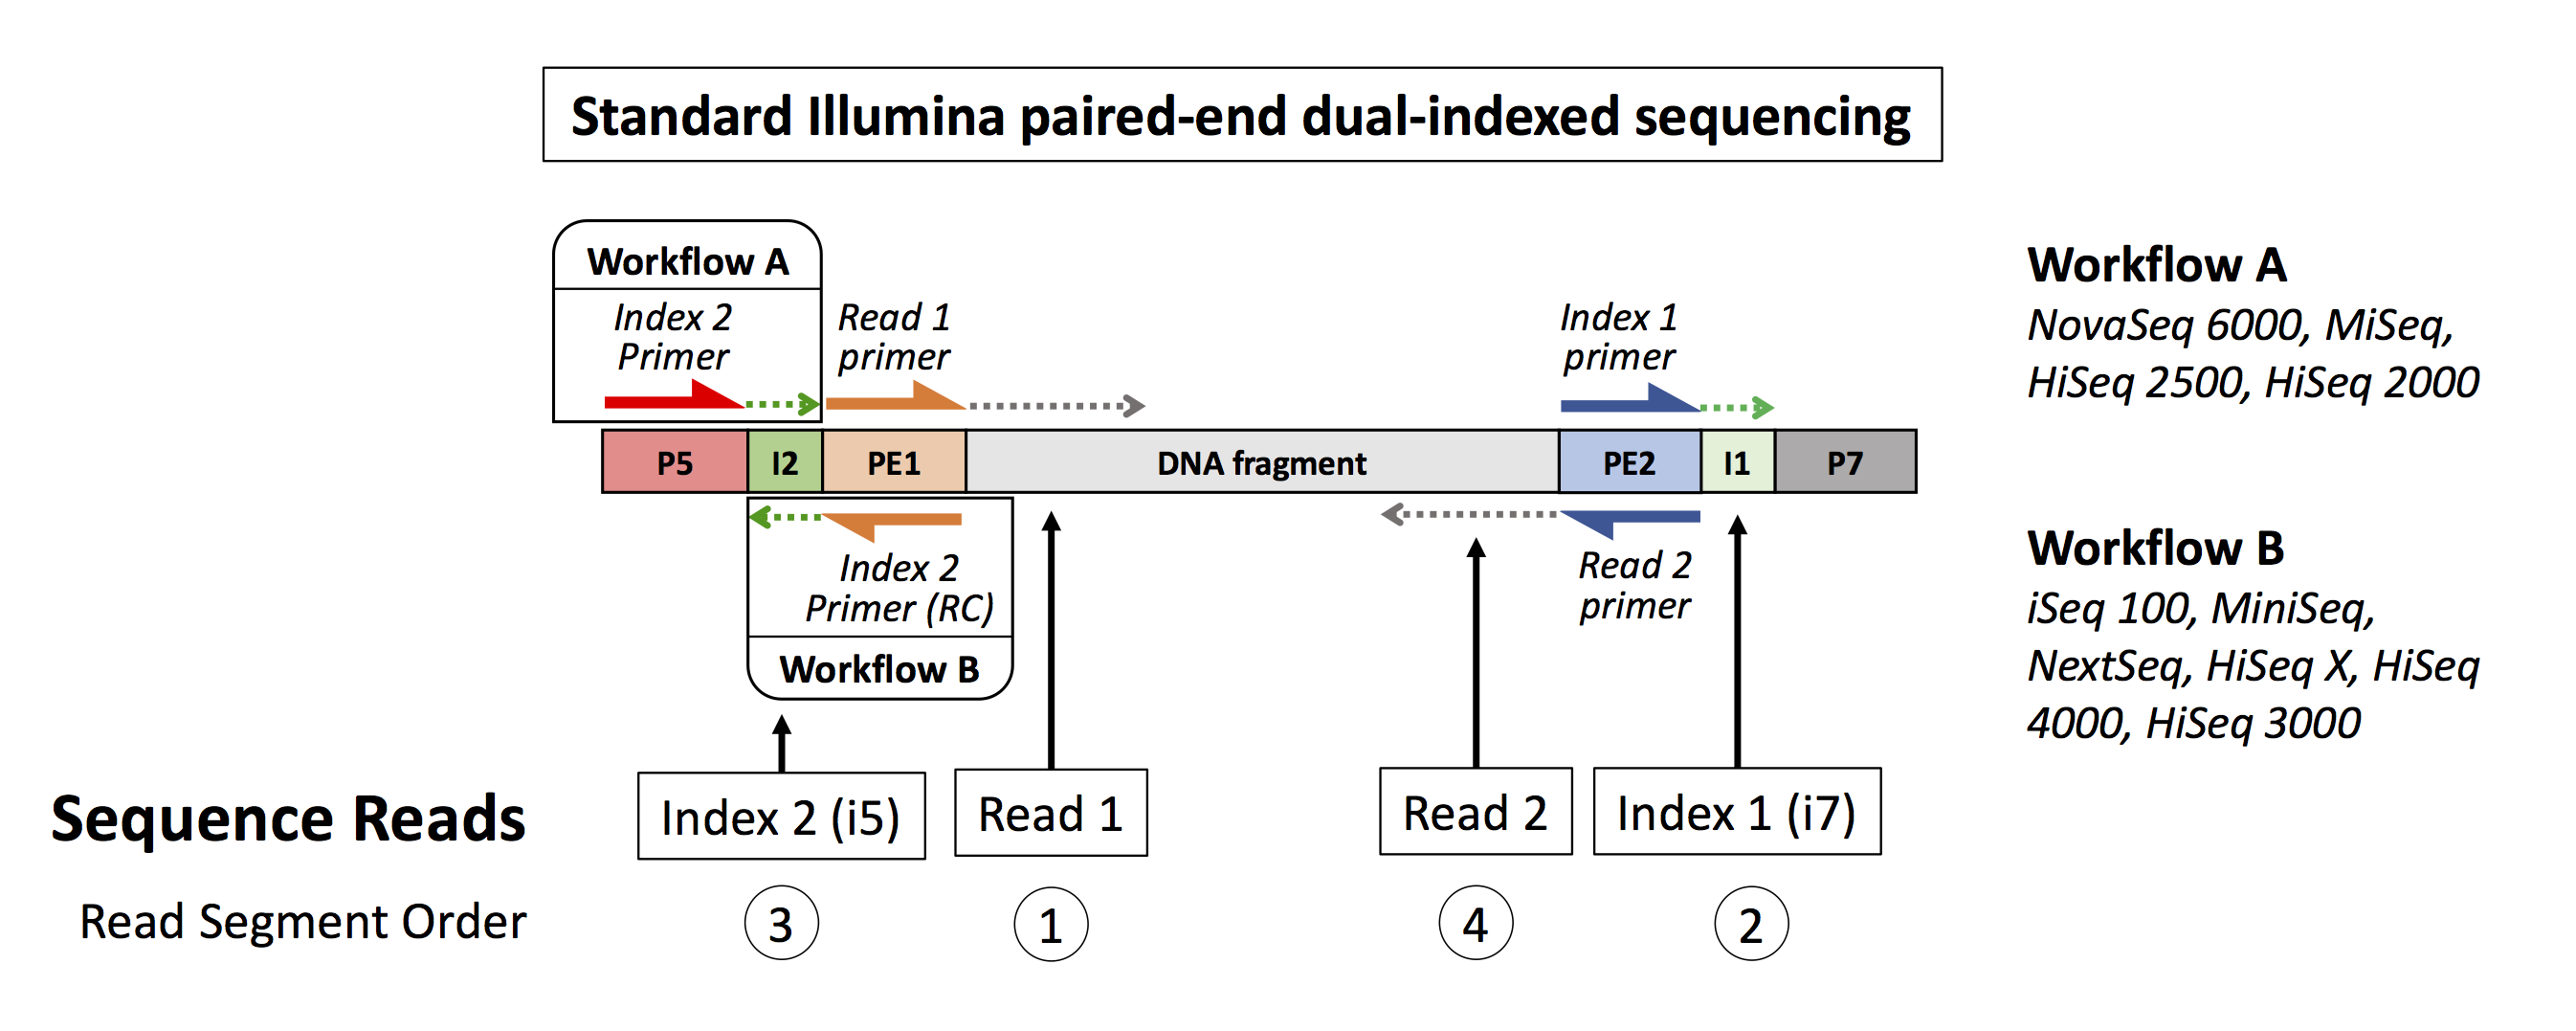 Standard Illumina paired-end dual-indexed sequencing
Workflow A
Index 2
Primer
Read 1
primer
Index 1
primer
P5
I2
PE1
DNA fragment
PE2
I1
P7
Index 2
Primer (RC)
Workflow B
Read 2
primer
Workflow A
NovaSeq 6000, MiSeq,
HiSeq 2500, HiSeq 2000
Workflow B
iSeq 100, MiniSeq,
NextSeq, HiSeq X, HiSeq
4000, HiSeq 3000
Sequence Reads
Index 2 (i5)
Read 1
Read 2
Index 1 (i7)
Read Segment Order
3
1
4
2